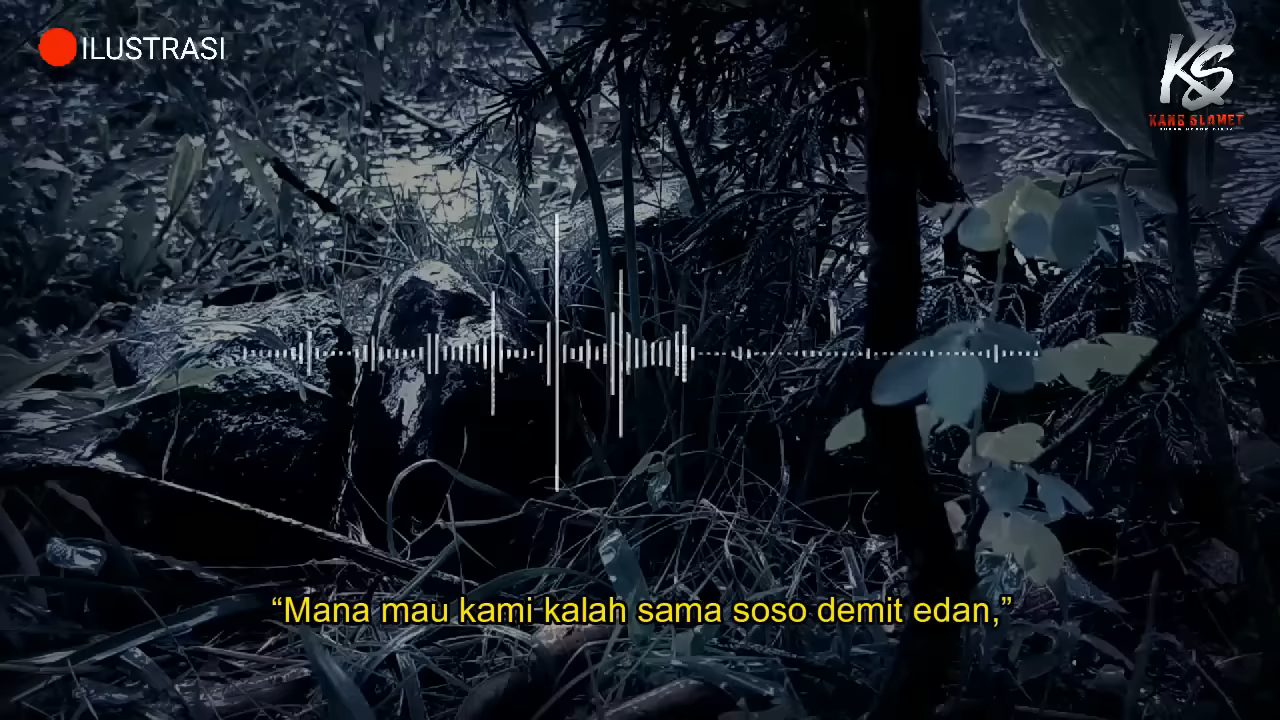 ILUSTRASI
KS
KANG SLAMET
“Mana mau kami kalah sama soso demit edan,”